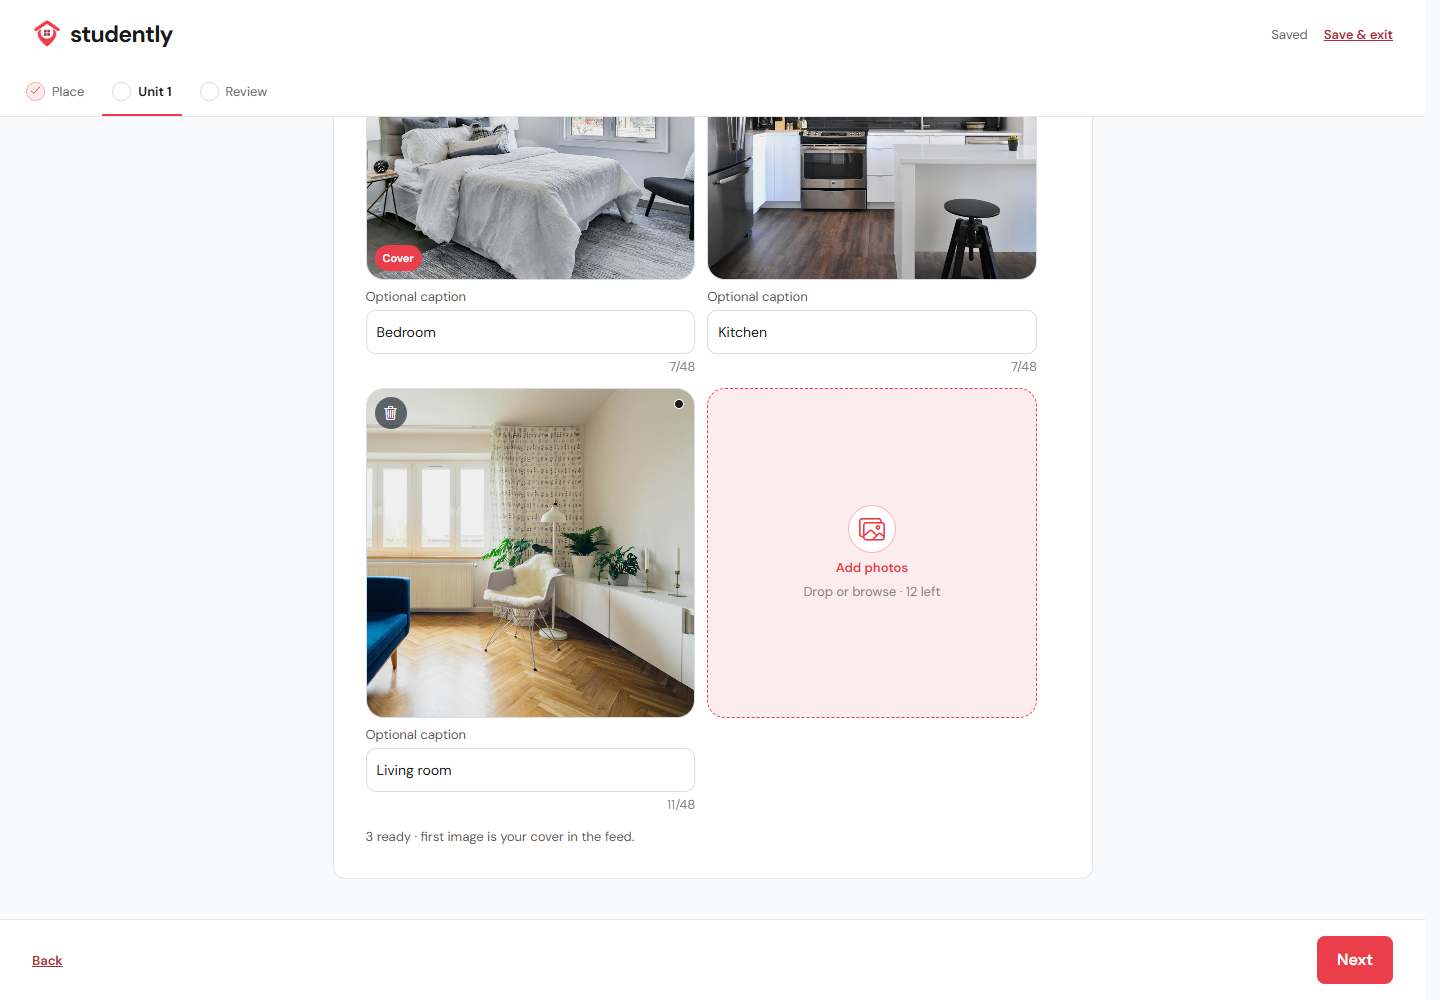 studently
Saved
Save & exit
Place
Unit 1
Review
Cover
Optional caption
Optional caption
Bedroom
Kitchen
7/48
7/48
Add photos
Drop or browse · 12 left
Optional caption
Living room
11/48
3 ready · first image is your cover in the feed.
Back
Next